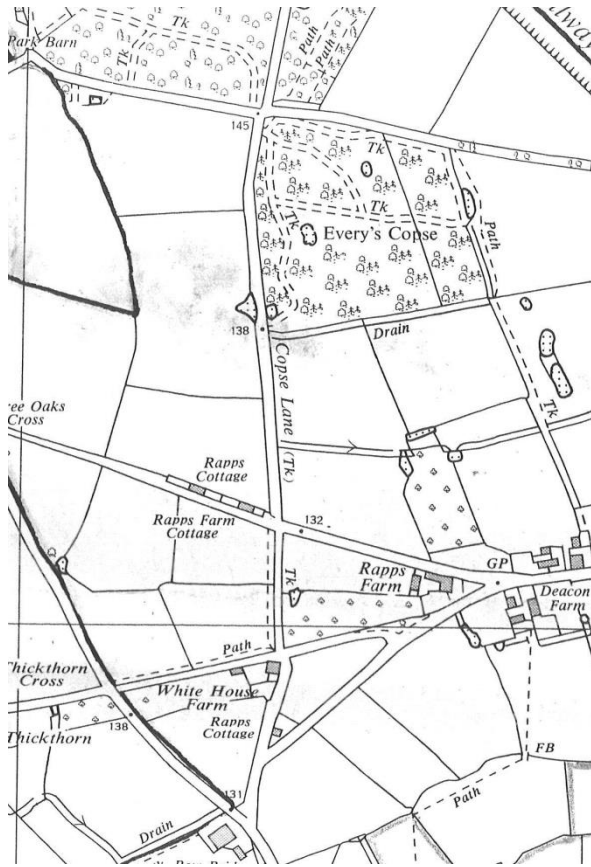 Tk
Path
Path
Park Barn
Tk
145
Tk
Tk
Tk
Every's Copse
Path
138
Drain
Copse Lane (Tk)
Tk
ree Oaks
Cross
Rapps
Cottage
Rapps Farm
Cottage
132
GP
Rapps
Farm
Tk
Deacon
Farm
Path
Thickthorn
Cross
White House
Farm
138
Rapps
Cottage
Thickthorn
FB
131
Path
Drain